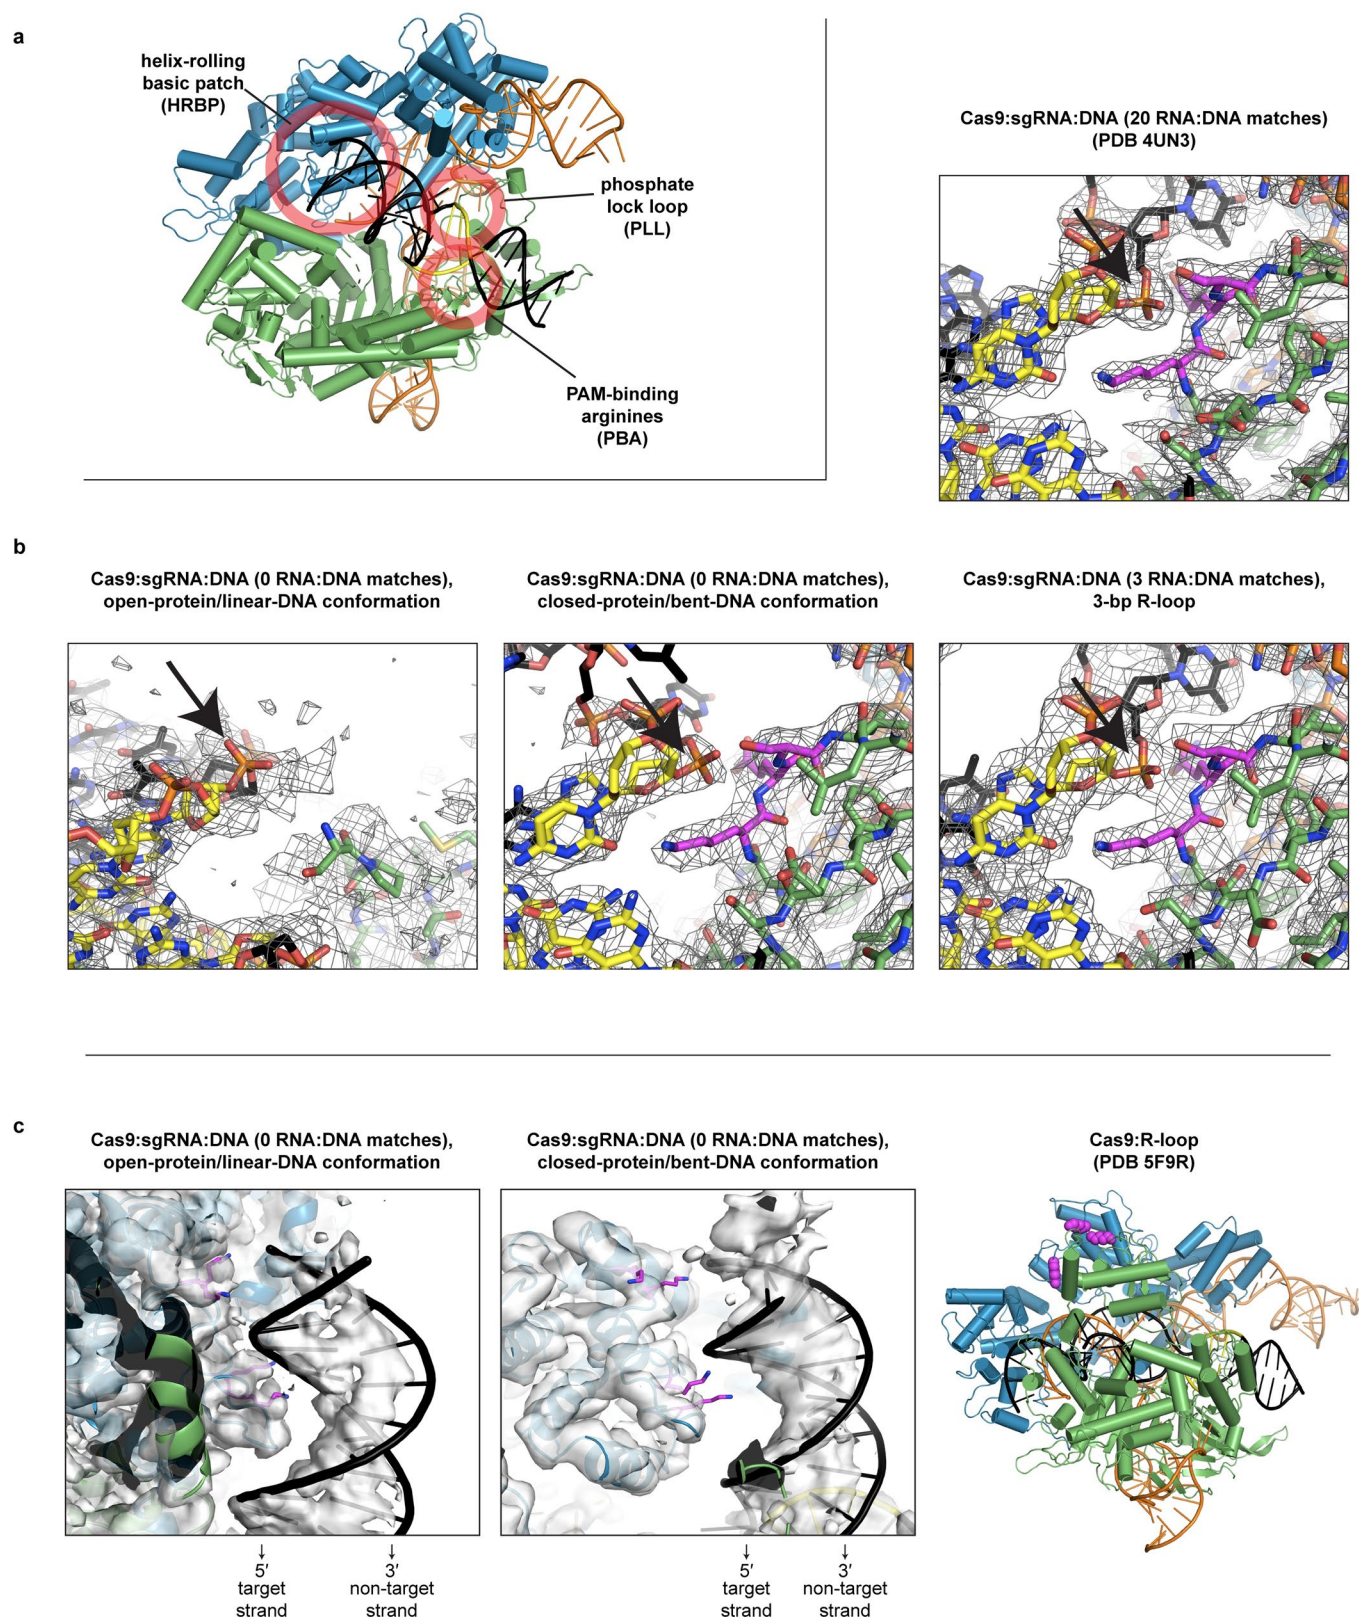 a
helix-rolling
basic patch
(HRBP)
phosphate
lock loop
(PLL)
PAM-binding
arginines
(PBA)
Cas9:sgRNA:DNA (20 RNA:DNA matches)
(PDB 4UN3)
b
Cas9:sgRNA:DNA (0 RNA:DNA matches),
open-protein/linear-DNA conformation
Cas9:sgRNA:DNA (0 RNA:DNA matches),
closed-protein/bent-DNA conformation
Cas9:sgRNA:DNA (3 RNA:DNA matches),
3-bp R-loop
c
Cas9:sgRNA:DNA (0 RNA:DNA matches),
open-protein/linear-DNA conformation
Cas9:sgRNA:DNA (0 RNA:DNA matches),
closed-protein/bent-DNA conformation
Cas9:R-loop
(PDB 5F9R)
5′
target
strand
3′
non-target
strand
5′
target
strand
3′
non-target
strand